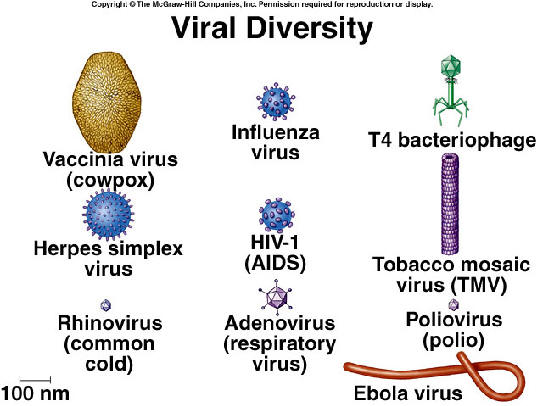 Copyright © The McGraw-Hill Companies, Inc. Permission required for reproduction or display.
Viral Diversity
Vaccinia virus
(cowpox)
Influenza
virus
T4 bacteriophage
Herpes simplex
virus
HIV-1
(AIDS)
Tobacco mosaic
virus (TMV)
Rhinovirus
(common
cold)
Adenovirus
(respiratory
virus)
Poliovirus
(polio)
100 nm
Ebola virus